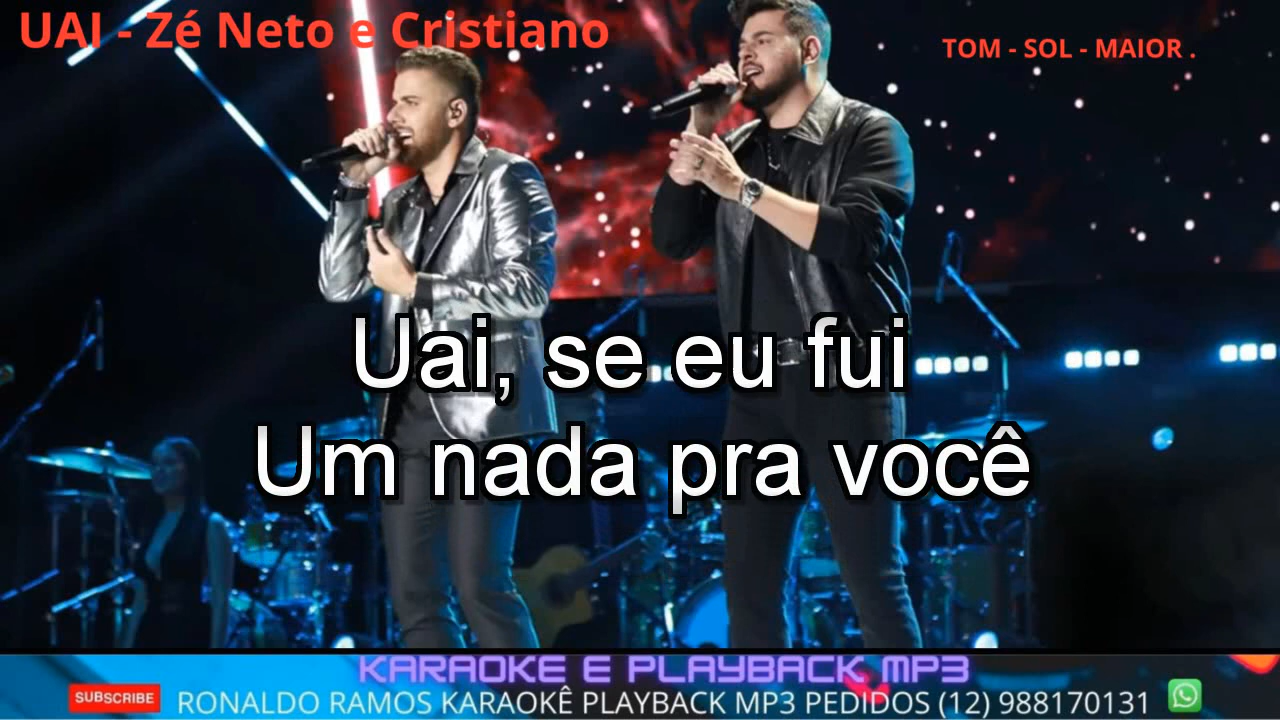 UAI - Zé Neto e Cristiano
TOM - SOL - MAIOR .
Uai, se eu fui
Um nada pra você
KARAOKE E PLAYBACK MP3
SUBSCRIBE
RONALDO RAMOS KARAOKÊ PLAYBACK MP3 PEDIDOS (12) 988170131